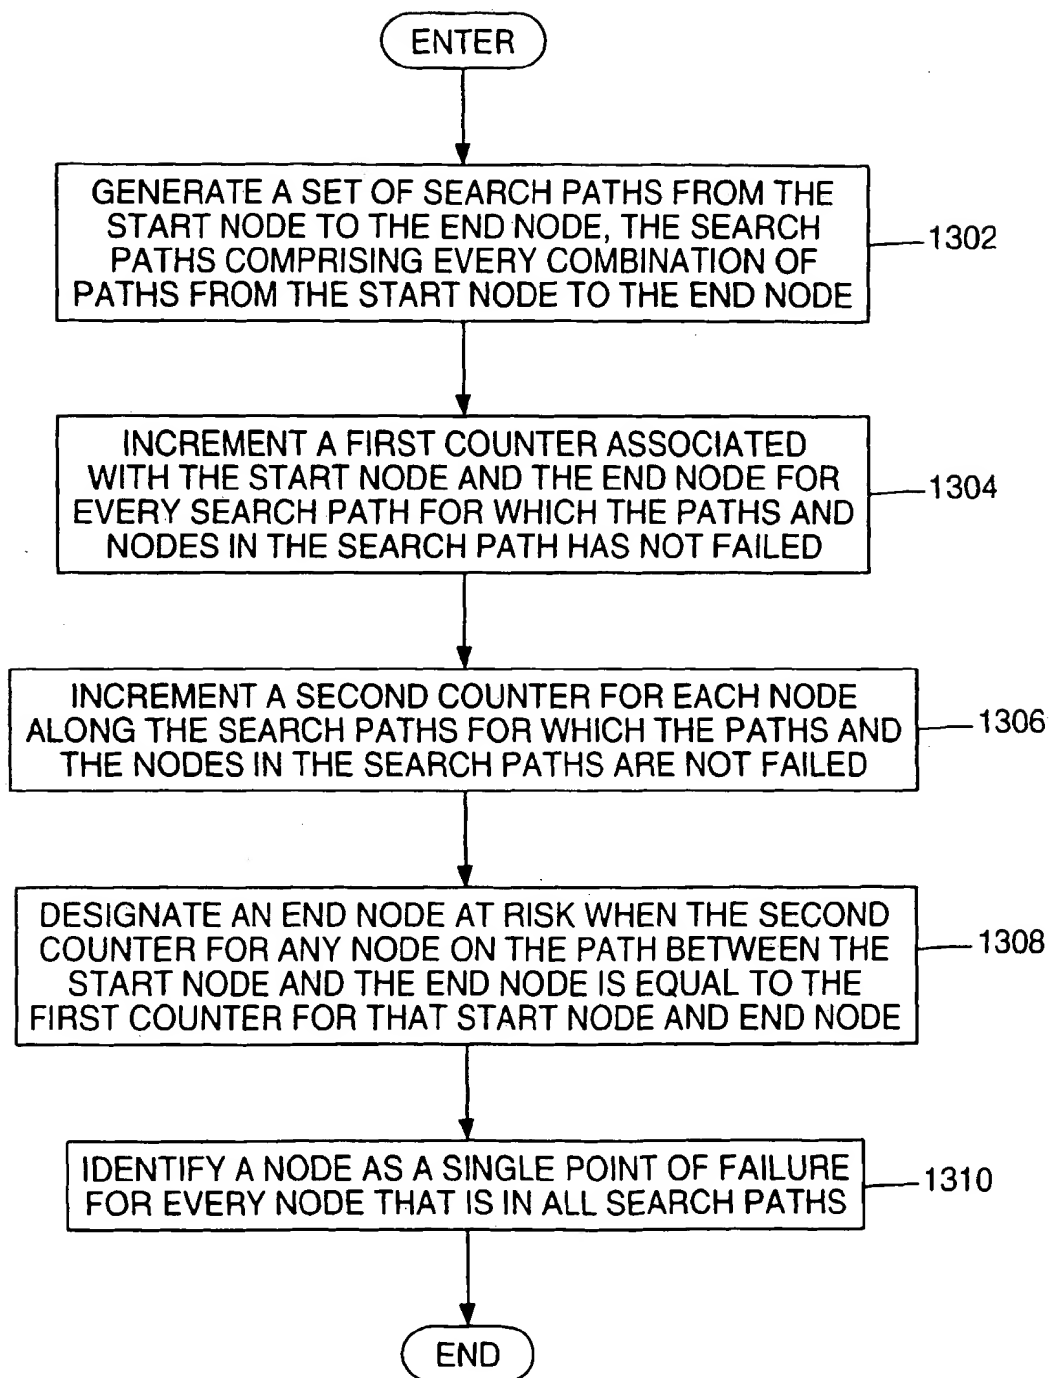 ENTER
GENERATE A SET OF SEARCH PATHS FROM THE
START NODE TO THE END NODE, THE SEARCH
PATHS COMPRISING EVERY COMBINATION OF
PATHS FROM THE START NODE TO THE END NODE
1302
INCREMENT A FIRST COUNTER ASSOCIATED
WITH THE START NODE AND THE END NODE FOR
EVERY SEARCH PATH FOR WHICH THE PATHS AND
NODES IN THE SEARCH PATH HAS NOT FAILED
1304
INCREMENT A SECOND COUNTER FOR EACH NODE
ALONG THE SEARCH PATHS FOR WHICH THE PATHS AND
THE NODES IN THE SEARCH PATHS ARE NOT FAILED
1306
DESIGNATE AN END NODE AT RISK WHEN THE SECOND
COUNTER FOR ANY NODE ON THE PATH BETWEEN THE
START NODE AND THE END NODE IS EQUAL TO THE
FIRST COUNTER FOR THAT START NODE AND END NODE
1308
IDENTIFY A NODE AS A SINGLE POINT OF FAILURE
FOR EVERY NODE THAT IS IN ALL SEARCH PATHS
1310
END